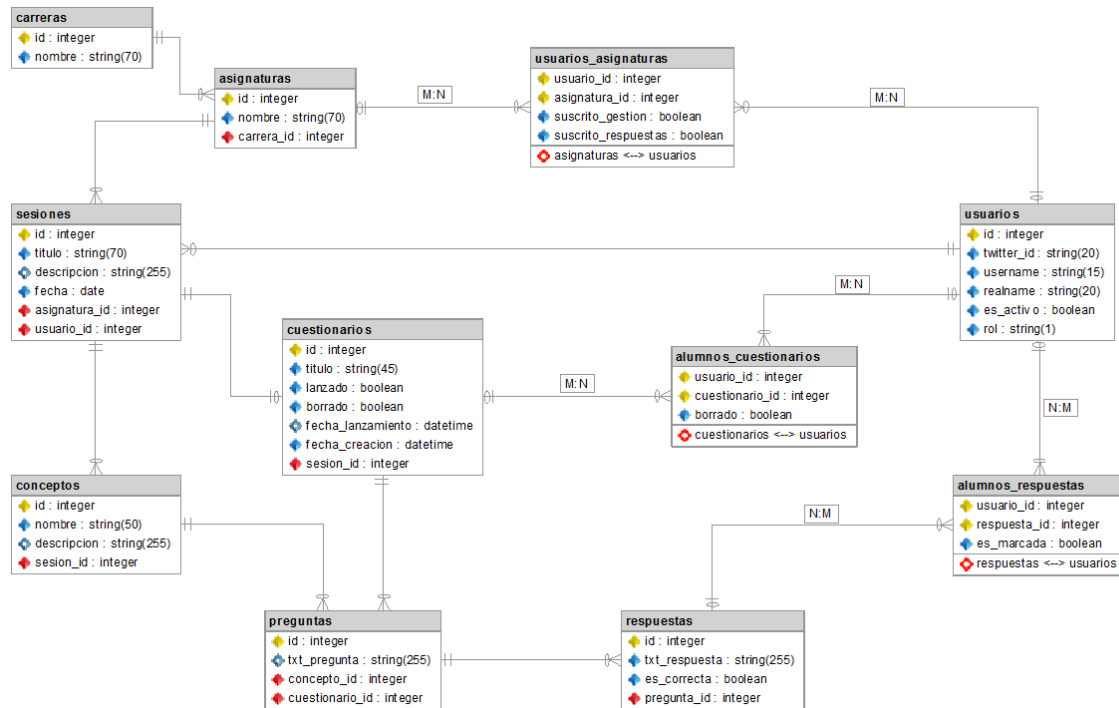 carreras
id : integer
nombre : string(70)
asignaturas
id : integer
nombre : string(70)
carrera_id : integer
M:N
usuarios_asignaturas
usuario_id : integer
asignatura_id : integer
suscrito_gestion : boolean
suscrito_respuestas : boolean
asignaturas <--> usuarios
M:N
sesiones
id : integer
titulo : string(70)
descripcion : string(255)
fecha : date
asignatura_id : integer
usuario_id : integer
usuarios
id : integer
twitter_id : string(20)
username : string(15)
realname : string(20)
es_activo : boolean
rol : string(1)
M:N
cuestionarios
id : integer
titulo : string(45)
lanzado : boolean
borrado : boolean
fecha_lanzamiento : datetime
fecha_creacion : datetime
sesion_id : integer
M:N
alumnos_cuestionarios
usuario_id : integer
cuestionario_id : integer
borrado : boolean
cuestionarios <--> usuarios
N:M
conceptos
id : integer
nombre : string(50)
descripcion : string(255)
sesion_id : integer
N:M
alumnos_respuestas
usuario_id : integer
respuesta_id : integer
es_marcada : boolean
respuestas <--> usuarios
preguntas
id : integer
txt_pregunta : string(255)
concepto_id : integer
cuestionario_id : integer
respuestas
id : integer
txt_respuesta : string(255)
es_correcta : boolean
pregunta_id : integer